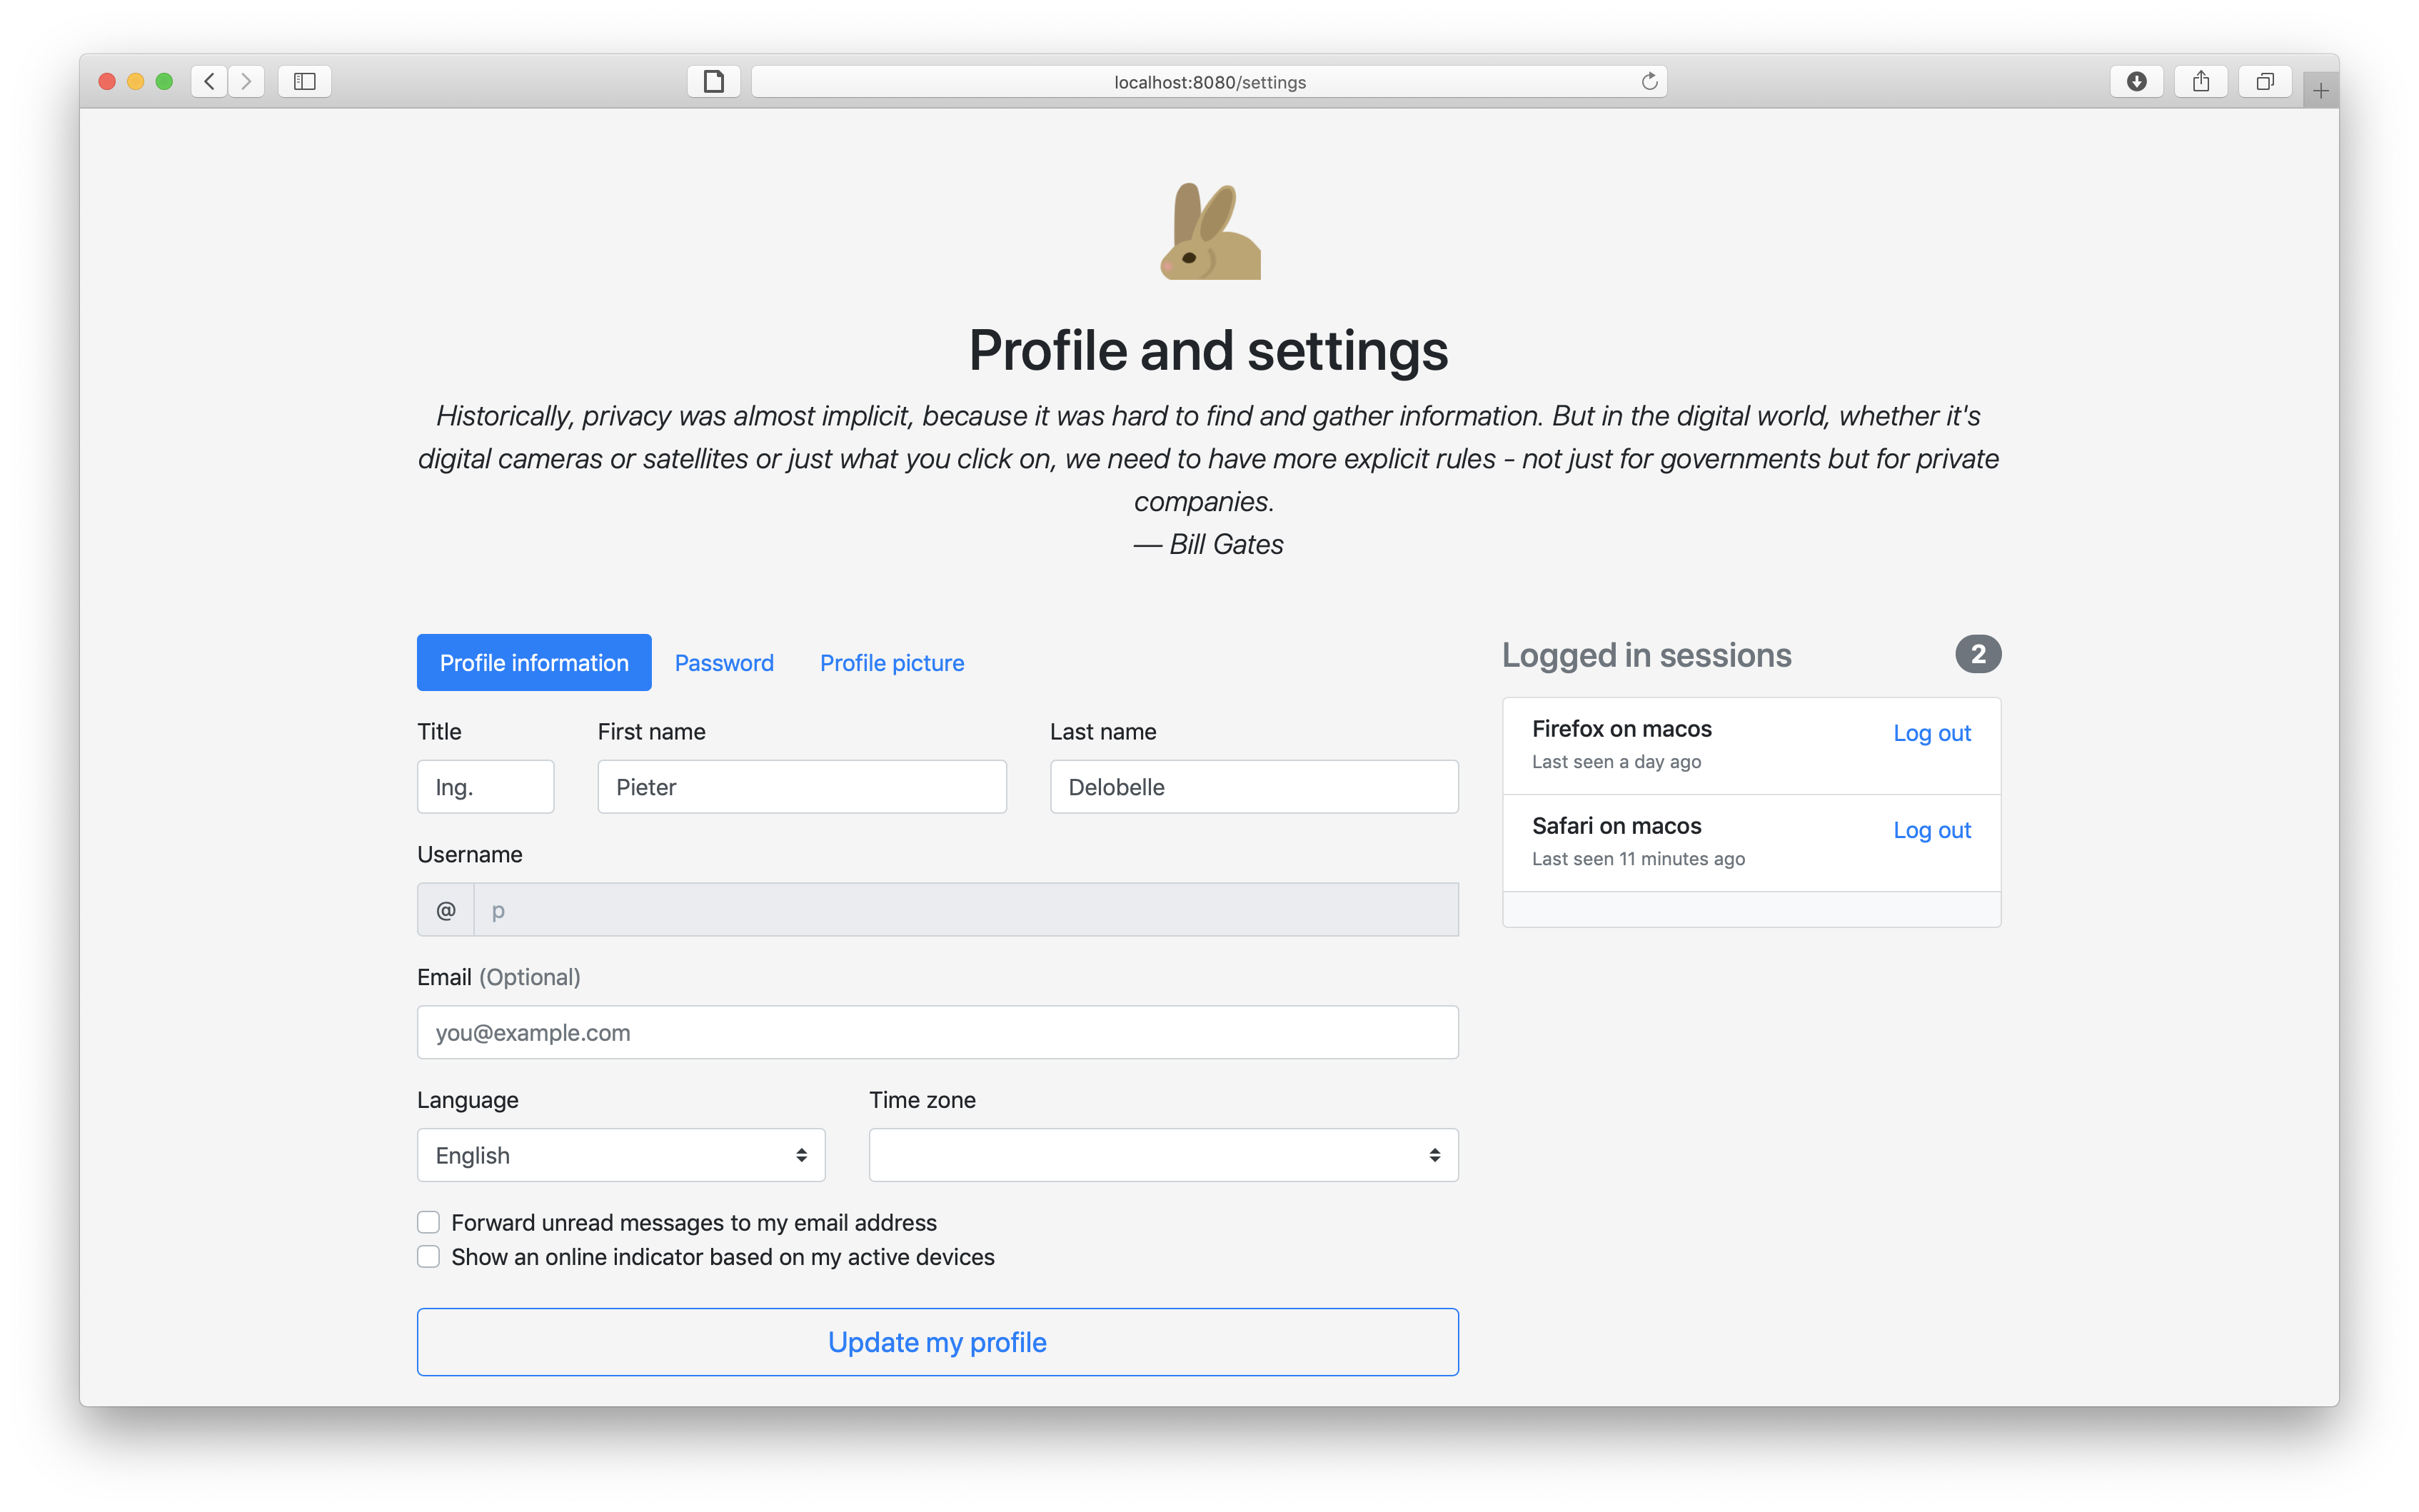 localhost:8080/settings
Profile and settings
Historically, privacy was almost implicit, because it was hard to find and gather information. But in the digital world, whether it's
digital cameras or satellites or just what you click on, we need to have more explicit rules - not just for governments but for private
companies.
— Bill Gates
Profile information
Password
Profile picture
Title
First name
Last name
Ing.
Pieter
Delobelle
Username
@
p
Email (Optional)
you@example.com
Language
Time zone
English
Forward unread messages to my email address
Show an online indicator based on my active devices
Update my profile
Logged in sessions
2
Firefox on macos
Log out
Last seen a day ago
Safari on macos
Log out
Last seen 11 minutes ago